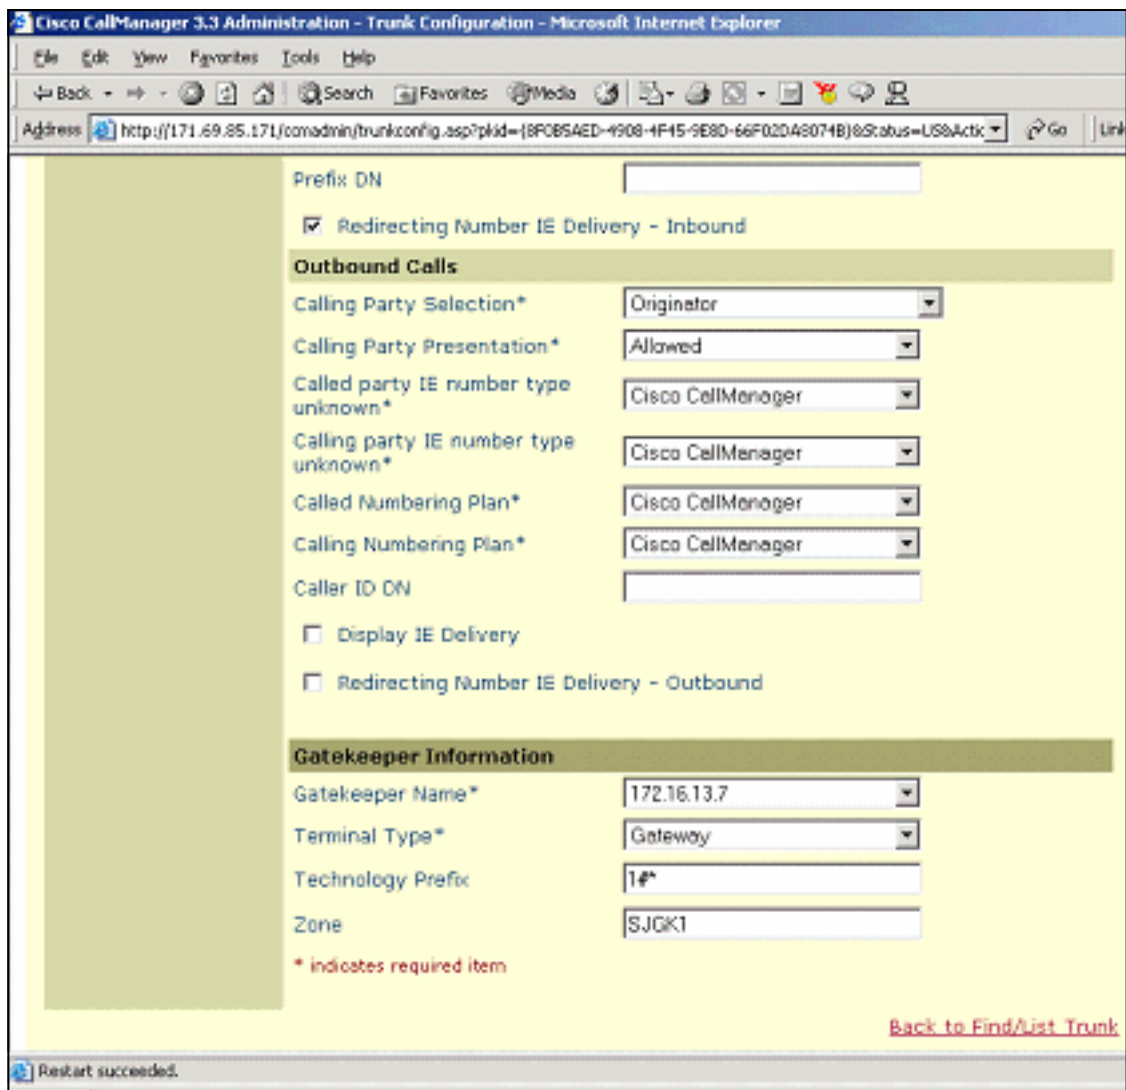 Cisco CallManager 3.3 Administration - Trunk Configuration - Microsoft Internet Explorer
File Edit View Favorites Tools Help
Back Search Favorites Media
Address http://171.69.85.171/ccmadmin/trunkconfig.asp?pkid={8F0B5AED-4908-4F45-9E8D-66F02DA8074B}&Status=US&Actic Go Link
Prefix DN
Redirecting Number IE Delivery - Inbound
Outbound Calls
Calling Party Selection* Originator
Calling Party Presentation* Allowed
Called party IE number type
unknown* Cisco CallManager
Calling party IE number type
unknown* Cisco CallManager
Called Numbering Plan* Cisco CallManager
Calling Numbering Plan* Cisco CallManager
Caller ID DN
Display IE Delivery
Redirecting Number IE Delivery - Outbound
Gatekeeper Information
Gatekeeper Name* 172.16.13.7
Terminal Type* Gateway
Technology Prefix 1#*
Zone SJGK1
* indicates required item
Back to Find/List Trunk
Restart succeeded.